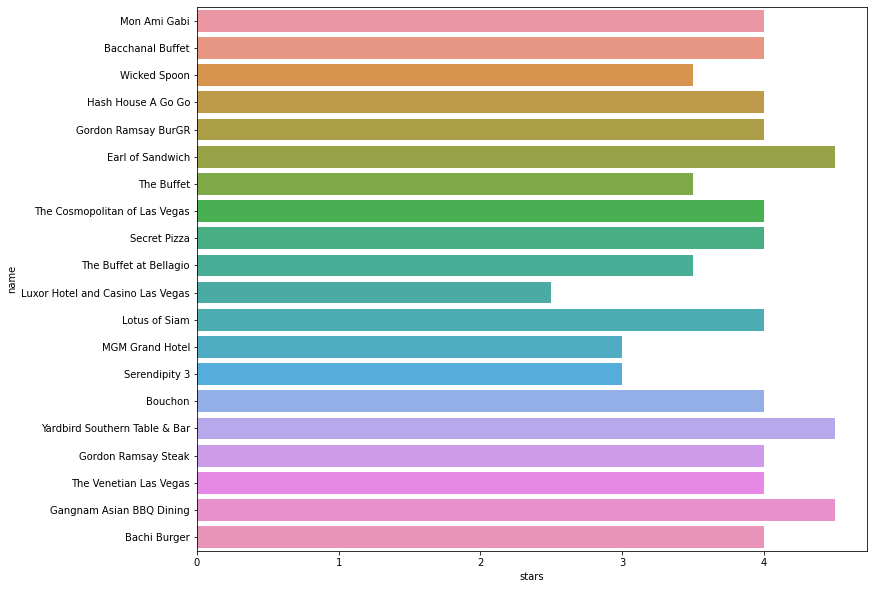 Mon Ami Gabi
Bacchanal Buffet
Wicked Spoon
Hash House A Go Go
Gordon Ramsay BurGR
Earl of Sandwich
The Buffet
The Cosmopolitan of Las Vegas
Secret Pizza
The Buffet at Bellagio
Luxor Hotel and Casino Las Vegas
Lotus of Siam
MGM Grand Hotel
Serendipity 3
Bouchon
Yardbird Southern Table & Bar
Gordon Ramsay Steak
The Venetian Las Vegas
Gangnam Asian BBQ Dining
Bachi Burger
name
0 1 2 3 4
stars